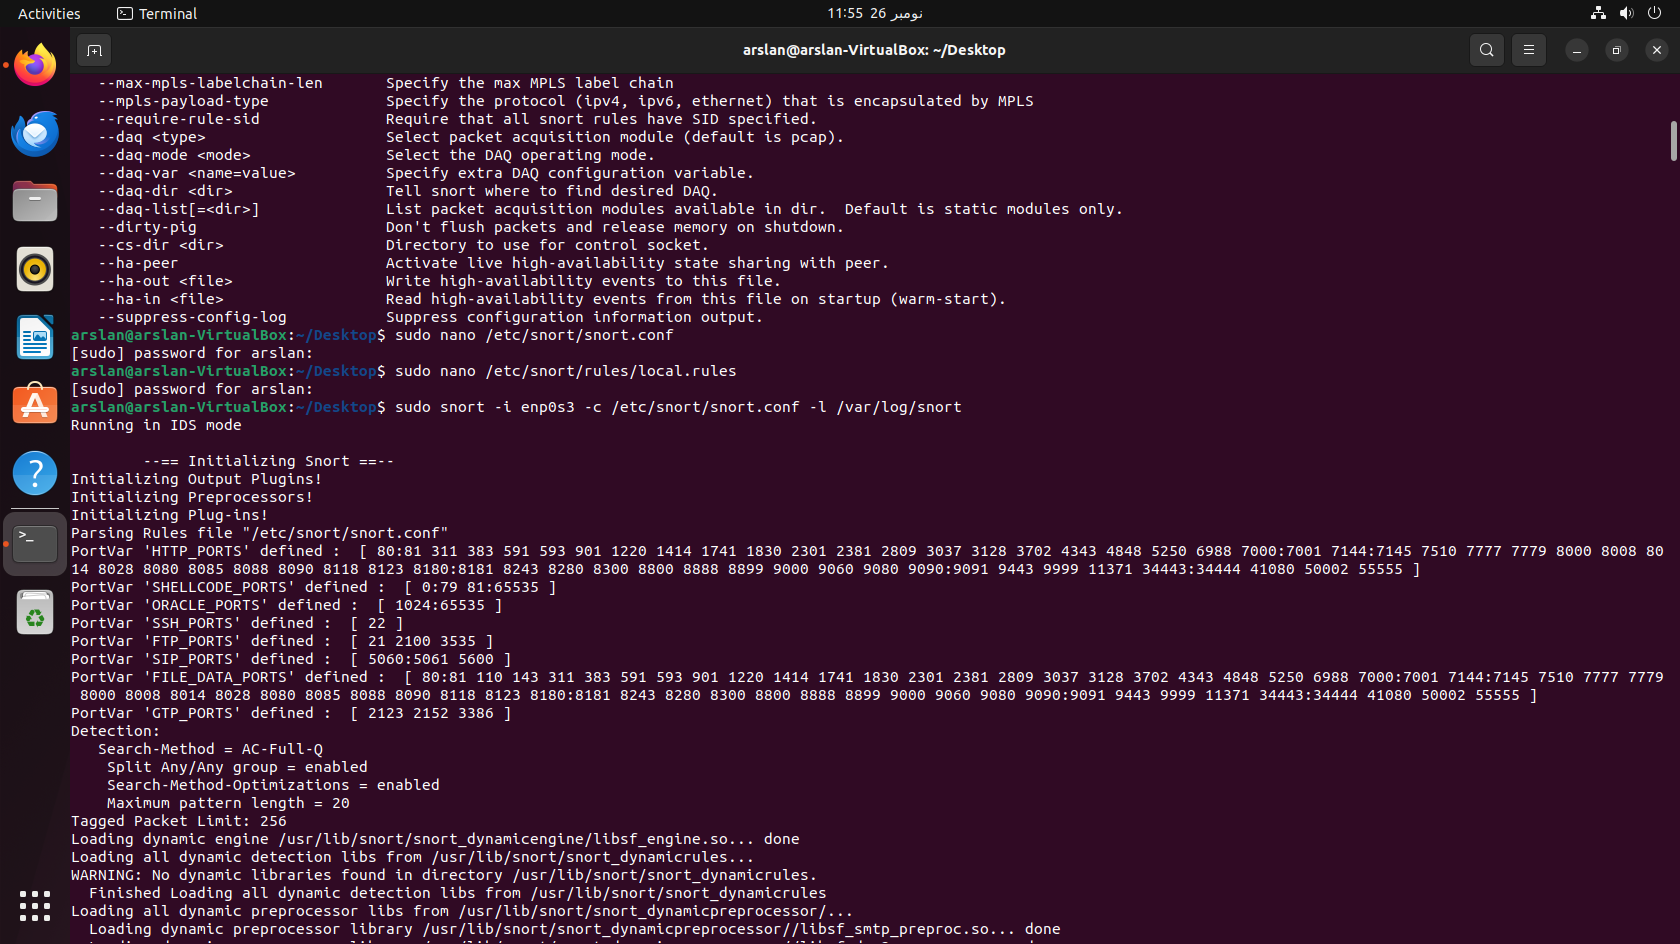 Activities
Terminal
نومبر 26 11:55
arslan@arslan-VirtualBox: ~/Desktop
--max-mpls-labelchain-len Specify the max MPLS label chain
--mpls-payload-type Specify the protocol (ipv4, ipv6, ethernet) that is encapsulated by MPLS
--require-rule-sid Require that all snort rules have SID specified.
--daq <type> Select packet acquisition module (default is pcap).
--daq-mode <mode> Select the DAQ operating mode.
--daq-var <name=value> Specify extra DAQ configuration variable.
--daq-dir <dir> Tell snort where to find desired DAQ.
--daq-list[=<dir>] List packet acquisition modules available in dir.  Default is static modules only.
--dirty-pig Don't flush packets and release memory on shutdown.
--cs-dir <dir> Directory to use for control socket.
--ha-peer Activate live high-availability state sharing with peer.
--ha-out <file> Write high-availability events to this file.
--ha-in <file> Read high-availability events from this file on startup (warm-start).
--suppress-config-log Suppress configuration information output.
arslan@arslan-VirtualBox:~/Desktop$ sudo nano /etc/snort/snort.conf
[sudo] password for arslan:
arslan@arslan-VirtualBox:~/Desktop$ sudo nano /etc/snort/rules/local.rules
[sudo] password for arslan:
arslan@arslan-VirtualBox:~/Desktop$ sudo snort -i enp0s3 -c /etc/snort/snort.conf -l /var/log/snort
Running in IDS mode
--== Initializing Snort ==--
Initializing Output Plugins!
Initializing Preprocessors!
Initializing Plug-ins!
Parsing Rules file "/etc/snort/snort.conf"
PortVar 'HTTP_PORTS' defined :  [ 80:81 311 383 591 593 901 1220 1414 1741 1830 2301 2381 2809 3037 3128 3702 4343 4848 5250 6988 7000:7001 7144:7145 7510 7777 7779 8000 8008 80
14 8028 8080 8085 8088 8090 8118 8123 8180:8181 8243 8280 8300 8800 8888 8899 9000 9060 9080 9090:9091 9443 9999 11371 34443:34444 41080 50002 55555 ]
PortVar 'SHELLCODE_PORTS' defined :  [ 0:79 81:65535 ]
PortVar 'ORACLE_PORTS' defined :  [ 1024:65535 ]
PortVar 'SSH_PORTS' defined :  [ 22 ]
PortVar 'FTP_PORTS' defined :  [ 21 2100 3535 ]
PortVar 'SIP_PORTS' defined :  [ 5060:5061 5600 ]
PortVar 'FILE_DATA_PORTS' defined :  [ 80:81 110 143 311 383 591 593 901 1220 1414 1741 1830 2301 2381 2809 3037 3128 3702 4343 4848 5250 6988 7000:7001 7144:7145 7510 7777 7779
8000 8008 8014 8028 8080 8085 8088 8090 8118 8123 8180:8181 8243 8280 8300 8800 8888 8899 9000 9060 9080 9090:9091 9443 9999 11371 34443:34444 41080 50002 55555 ]
PortVar 'GTP_PORTS' defined :  [ 2123 2152 3386 ]
Detection:
Search-Method = AC-Full-Q
Split Any/Any group = enabled
Search-Method-Optimizations = enabled
Maximum pattern length = 20
Tagged Packet Limit: 256
Loading dynamic engine /usr/lib/snort/snort_dynamicengine/libsf_engine.so... done
Loading all dynamic detection libs from /usr/lib/snort/snort_dynamicrules...
WARNING: No dynamic libraries found in directory /usr/lib/snort/snort_dynamicrules.
Finished Loading all dynamic detection libs from /usr/lib/snort/snort_dynamicrules
Loading all dynamic preprocessor libs from /usr/lib/snort/snort_dynamicpreprocessor/...
Loading dynamic preprocessor library /usr/lib/snort/snort_dynamicpreprocessor//libsf_smtp_preproc.so... done